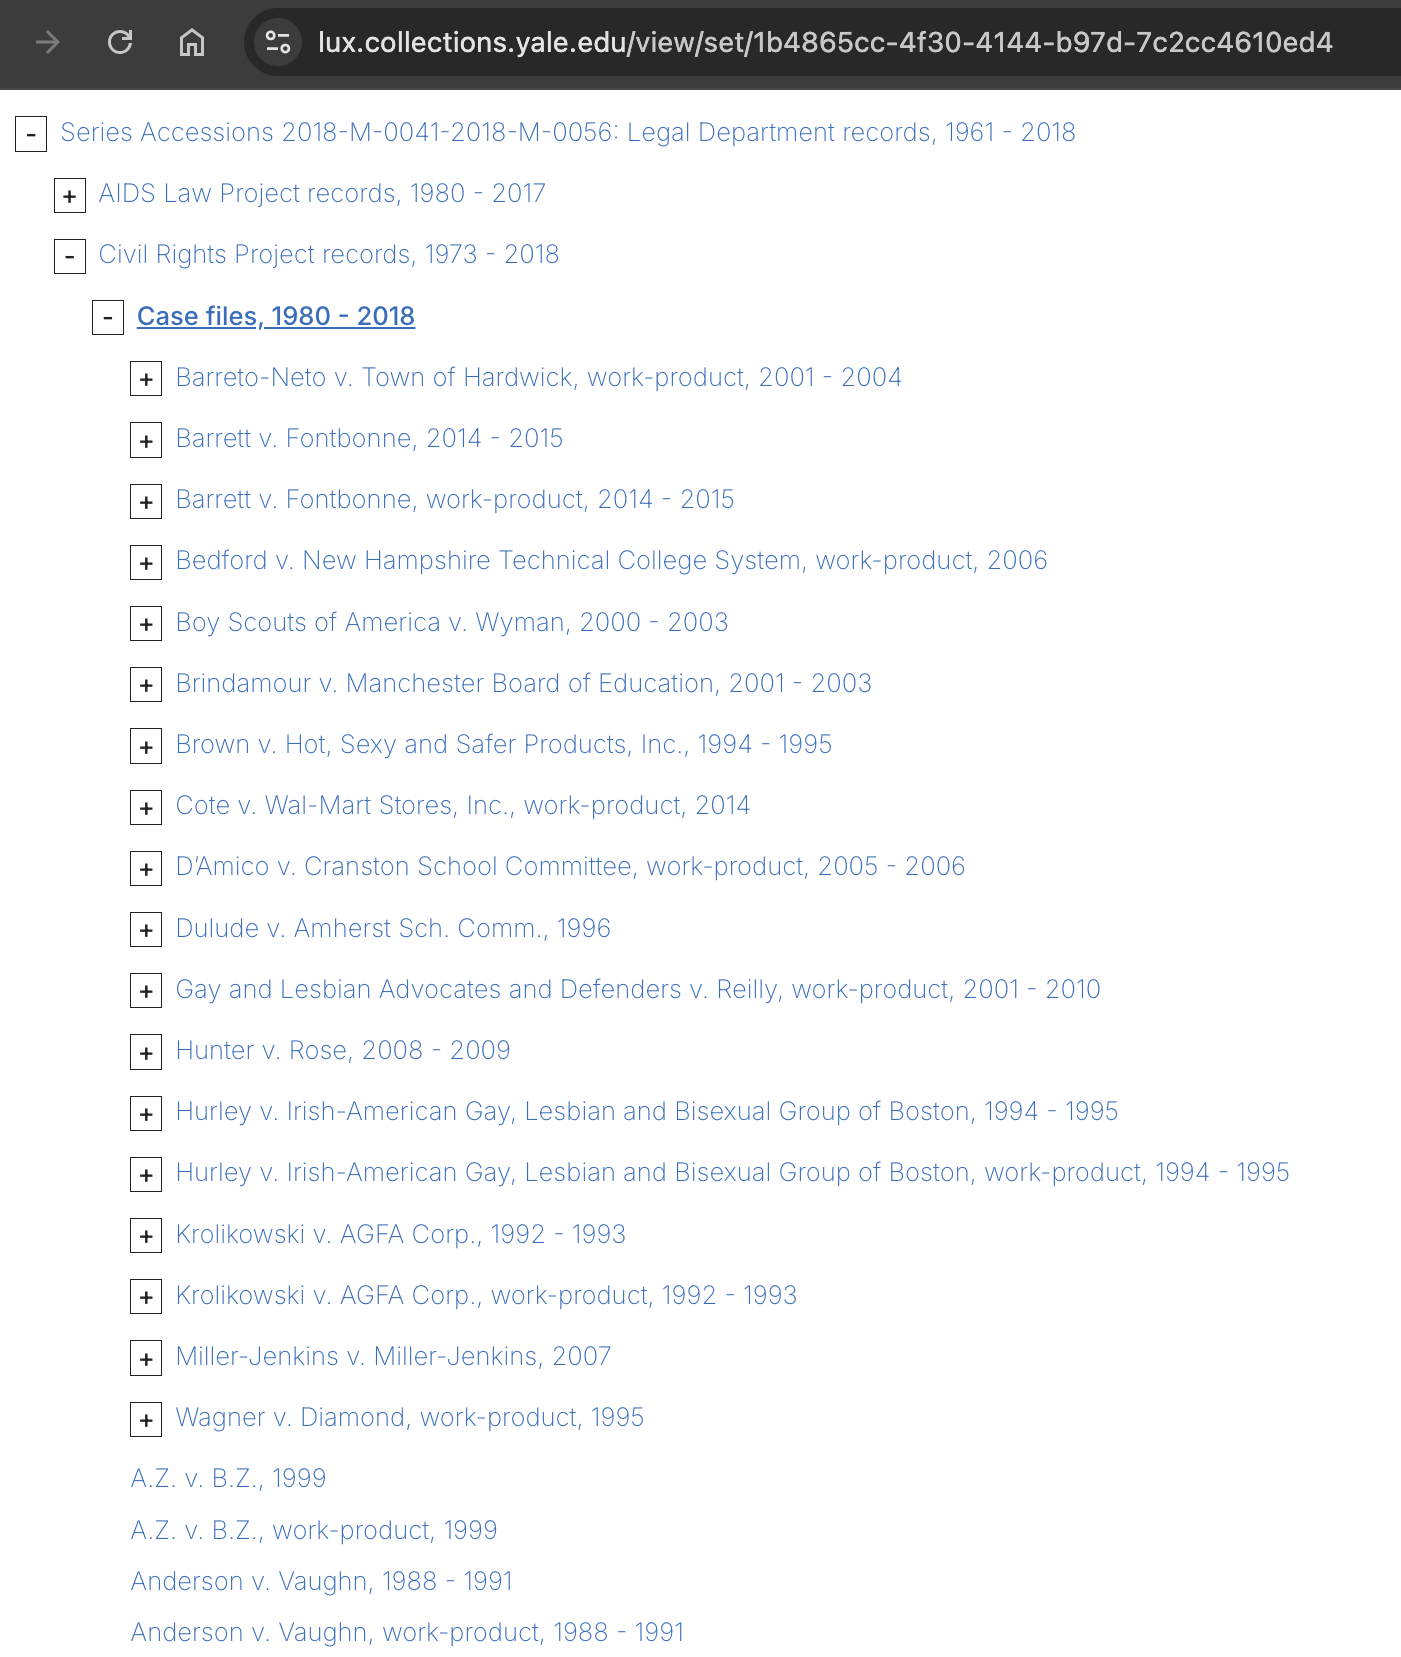 lux.collections.yale.edu/view/set/1b4865cc-4f30-4144-b97d-7c2cc4610ed4
- Series Accessions 2018-M-0041-2018-M-0056: Legal Department records, 1961 - 2018
+ AIDS Law Project records, 1980 - 2017
- Civil Rights Project records, 1973 - 2018
- Case files, 1980 - 2018
+ Barreto-Neto v. Town of Hardwick, work-product, 2001 - 2004
+ Barrett v. Fontbonne, 2014 - 2015
+ Barrett v. Fontbonne, work-product, 2014 - 2015
+ Bedford v. New Hampshire Technical College System, work-product, 2006
+ Boy Scouts of America v. Wyman, 2000 - 2003
+ Brindamour v. Manchester Board of Education, 2001 - 2003
+ Brown v. Hot, Sexy and Safer Products, Inc., 1994 - 1995
+ Cote v. Wal-Mart Stores, Inc., work-product, 2014
+ D’Amico v. Cranston School Committee, work-product, 2005 - 2006
+ Dulude v. Amherst Sch. Comm., 1996
+ Gay and Lesbian Advocates and Defenders v. Reilly, work-product, 2001 - 2010
+ Hunter v. Rose, 2008 - 2009
+ Hurley v. Irish-American Gay, Lesbian and Bisexual Group of Boston, 1994 - 1995
+ Hurley v. Irish-American Gay, Lesbian and Bisexual Group of Boston, work-product, 1994 - 1995
+ Krolikowski v. AGFA Corp., 1992 - 1993
+ Krolikowski v. AGFA Corp., work-product, 1992 - 1993
+ Miller-Jenkins v. Miller-Jenkins, 2007
+ Wagner v. Diamond, work-product, 1995
A.Z. v. B.Z., 1999
A.Z. v. B.Z., work-product, 1999
Anderson v. Vaughn, 1988 - 1991
Anderson v. Vaughn, work-product, 1988 - 1991